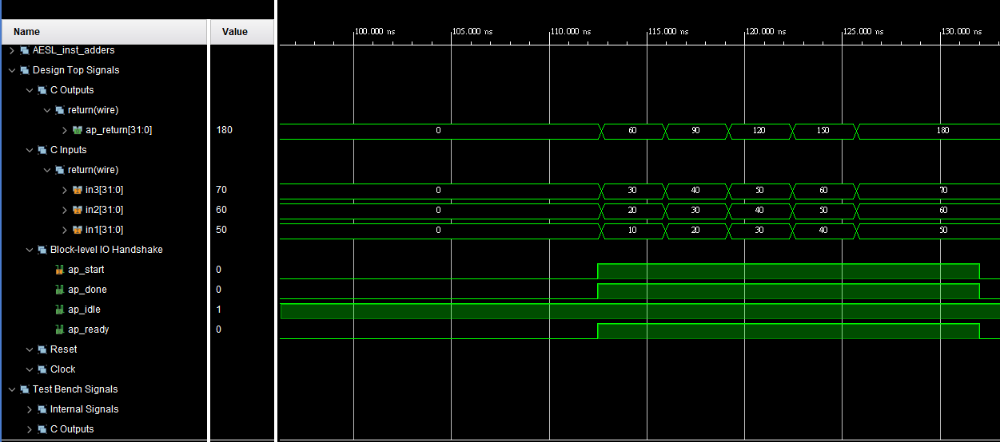 Name Value
100.000 ns 105.000 ns 110.000 ns 115.000 ns 120.000 ns 125.000 ns 130.000 ns
AESL_inst_adders
Design Top Signals
C Outputs
return(wire)
ap_return[31:0] 180 0 60 90 120 150 180
C Inputs
return(wire)
in3[31:0] 70 0 30 40 50 60 70
in2[31:0] 60 0 20 30 40 50 60
in1[31:0] 50 0 10 20 30 40 50
Block-level IO Handshake
ap_start 0
ap_done 0
ap_idle 1
ap_ready 0
Reset
Clock
Test Bench Signals
Internal Signals
C Outputs